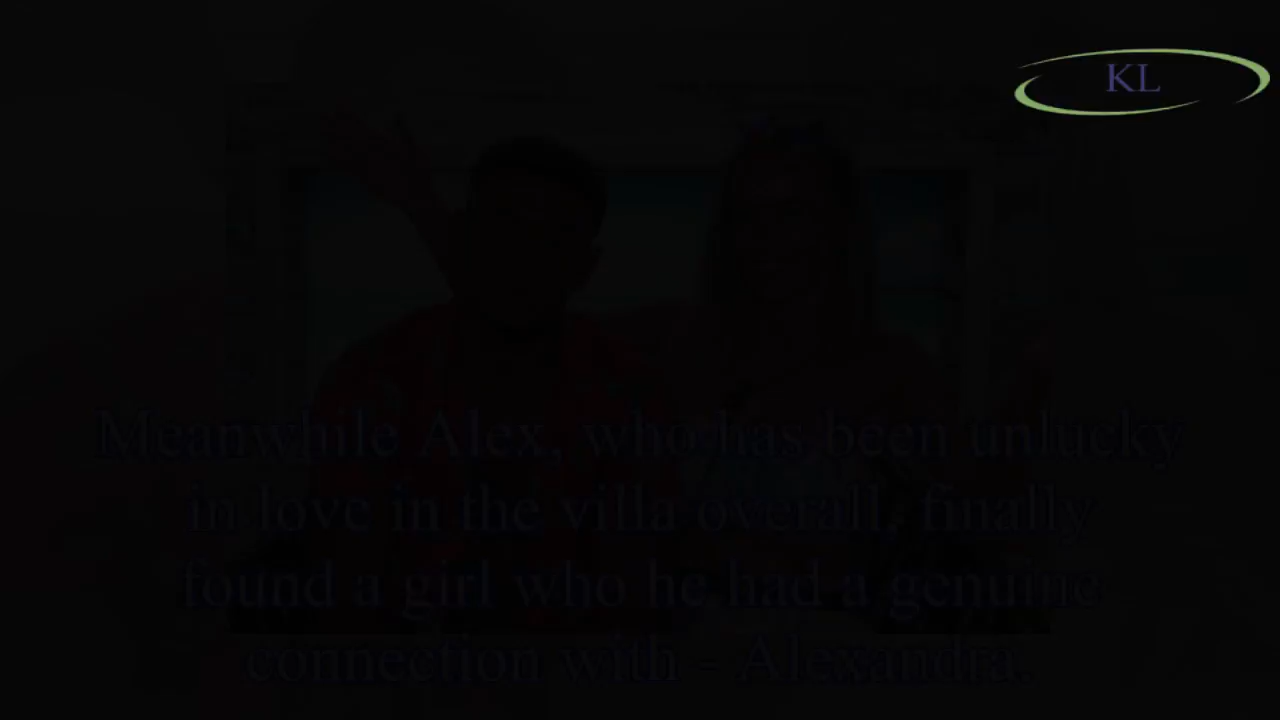 KL
Meanwhile Alex, who has been unlucky
in love in the villa overall, finally
found a girl who he had a genuine
connection with - Alexandra.